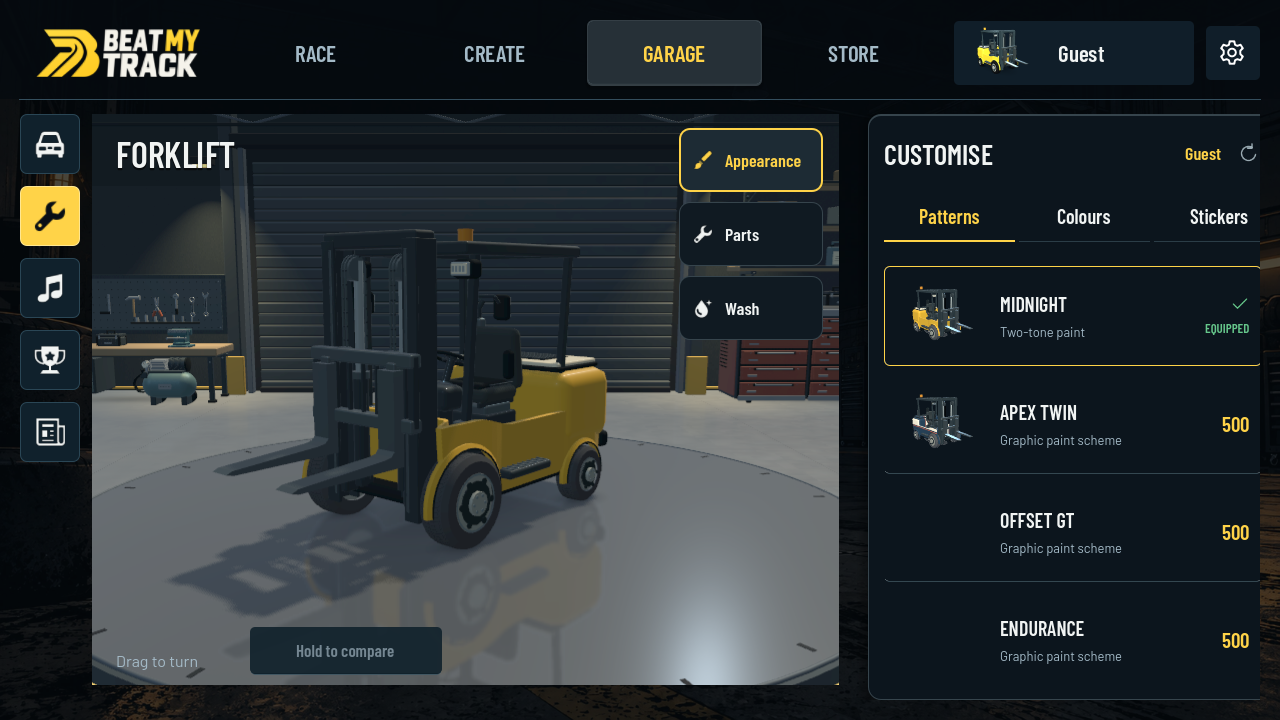 BEATMY
TRACK
RACE
CREATE
GARAGE
STORE
Guest
FORKLIFT
Appearance
Parts
Wash
Hold to compare
Drag to turn
CUSTOMISE
Guest
Patterns
Colours
Stickers
MIDNIGHT
Two-tone paint
EQUIPPED
APEX TWIN
Graphic paint scheme
500
OFFSET GT
Graphic paint scheme
500
ENDURANCE
Graphic paint scheme
500